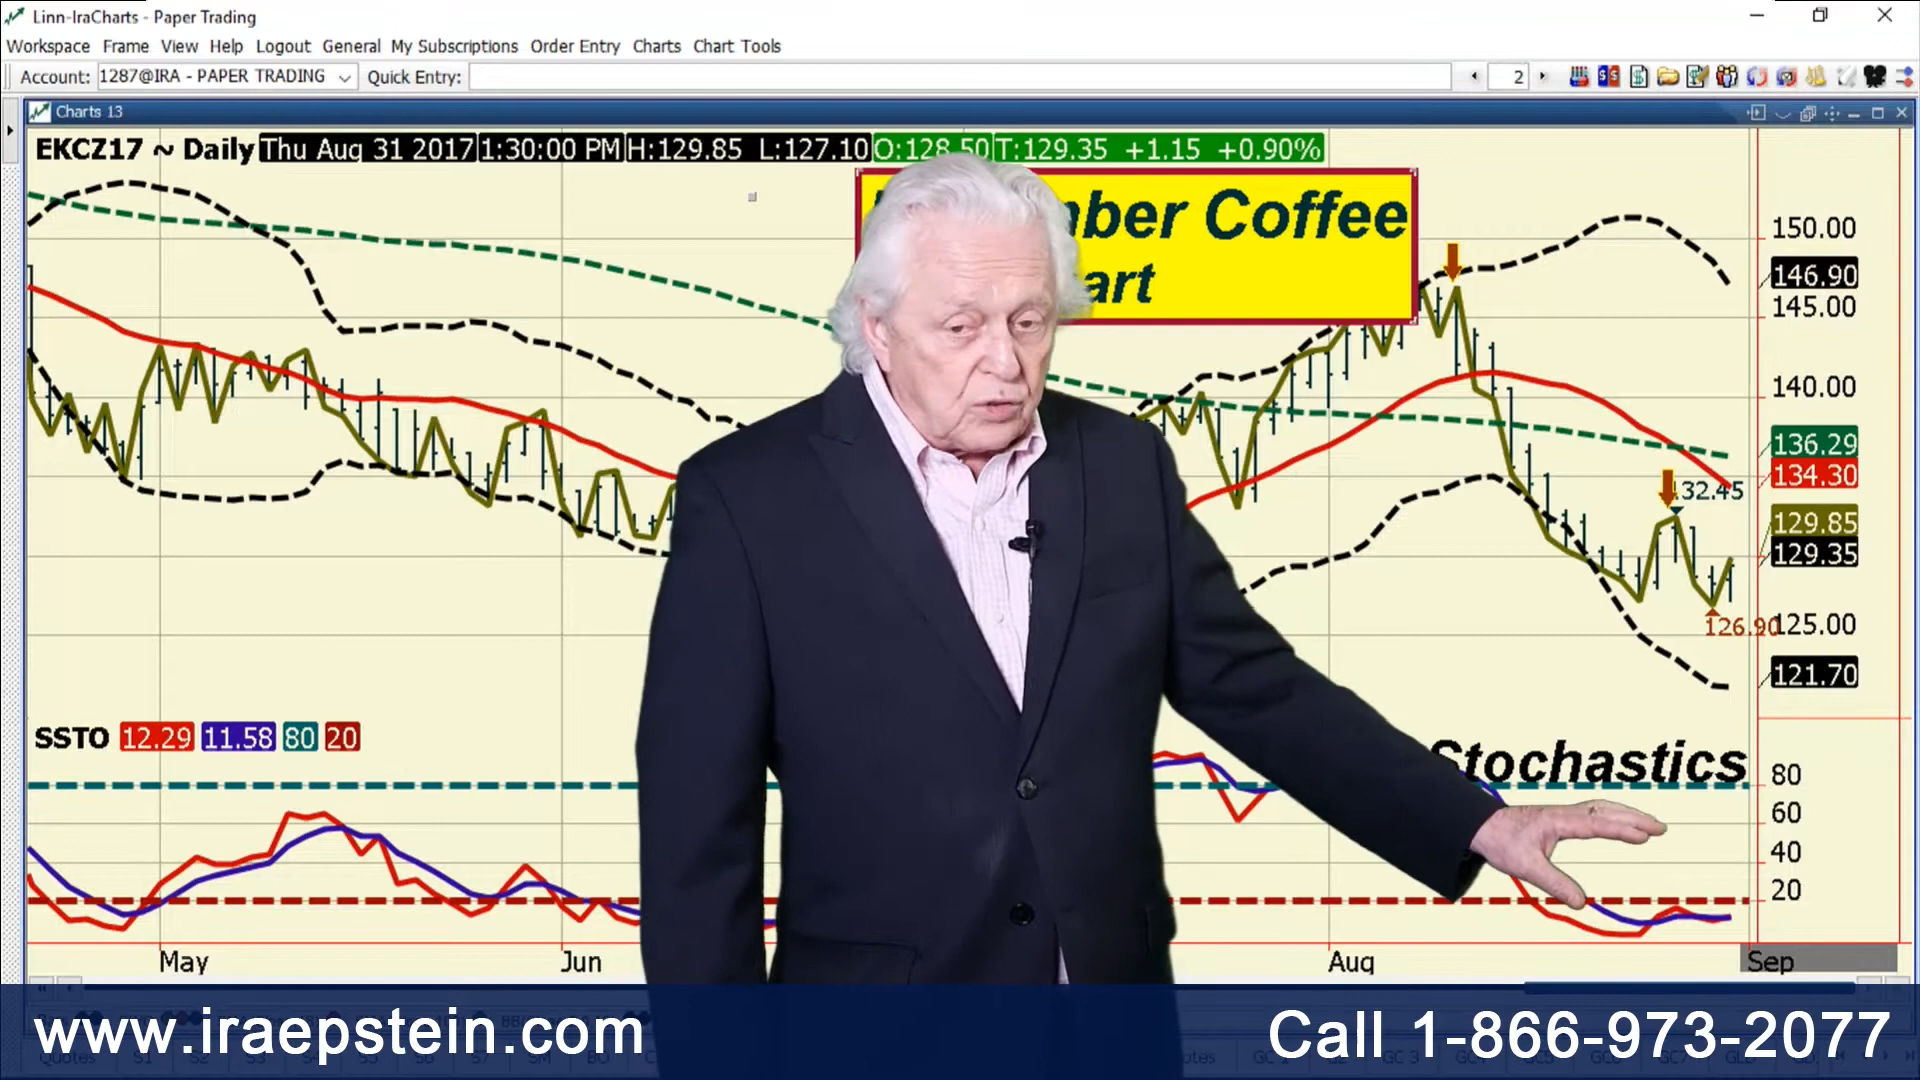 Linn-IraCharts - Paper Trading
Workspace Frame View Help Logout General My Subscriptions Order Entry Charts Chart Tools
Account: 1287@IRA - PAPER TRADING Quick Entry: 2
Charts 13
EKCZ17 ~ Daily Thu Aug 31 2017 1:30:00 PM H:129.85 L:127.10 O:128.50 T:129.35 +1.15 +0.90%
mber Coffee
art
150.00
146.90
145.00
140.00
136.29
134.30
132.45
129.85
129.35
126.90
125.00
121.70
SSTO 12.29 11.58 80 20
Stochastics
80
60
40
20
May Jun Aug Sep
www.iraepstein.com
Call 1-866-973-2077